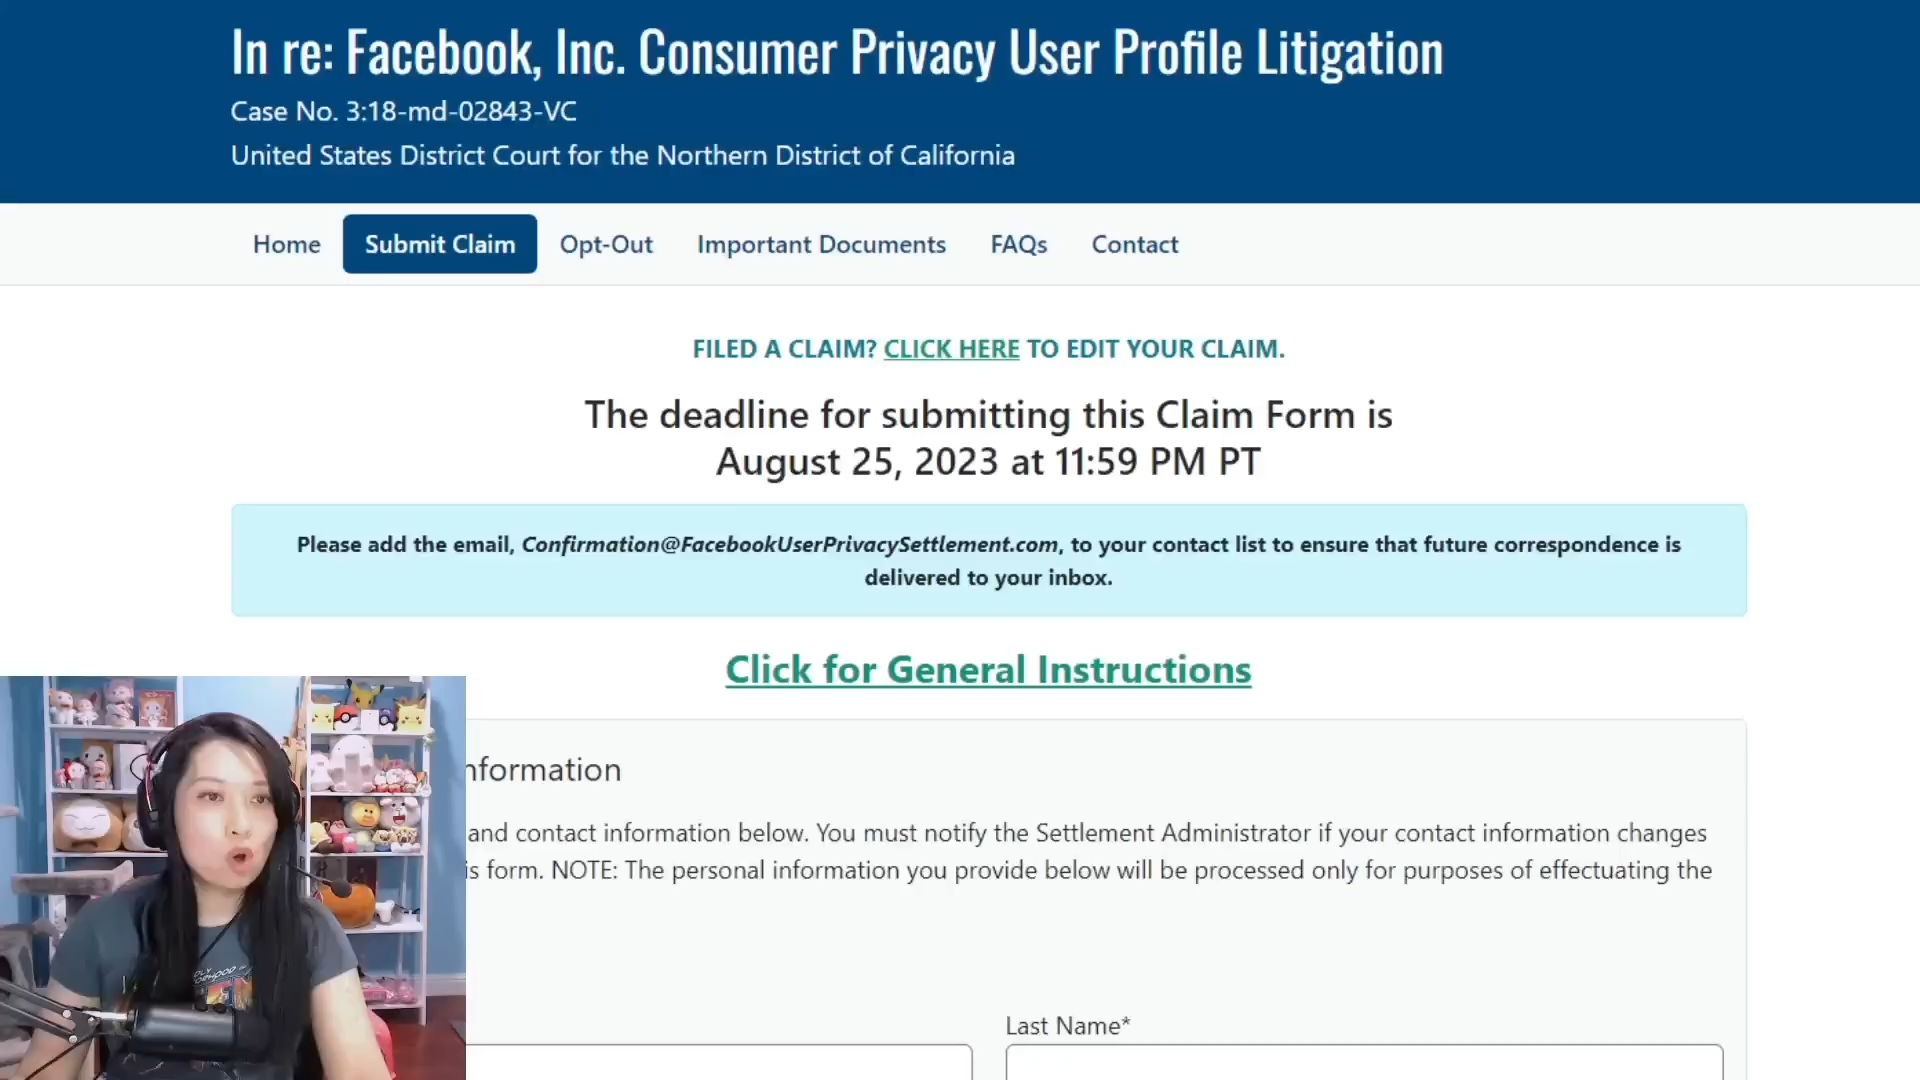 In re: Facebook, Inc. Consumer Privacy User Profile Litigation
Case No. 3:18-md-02843-VC
United States District Court for the Northern District of California
Home Submit Claim Opt-Out Important Documents FAQs Contact
FILED A CLAIM? CLICK HERE TO EDIT YOUR CLAIM.
The deadline for submitting this Claim Form is
August 25, 2023 at 11:59 PM PT
Please add the email, Confirmation@FacebookUserPrivacySettlement.com, to your contact list to ensure that future correspondence is
delivered to your inbox.
Click for General Instructions
nformation
and contact information below. You must notify the Settlement Administrator if your contact information changes
is form. NOTE: The personal information you provide below will be processed only for purposes of effectuating the
Last Name*